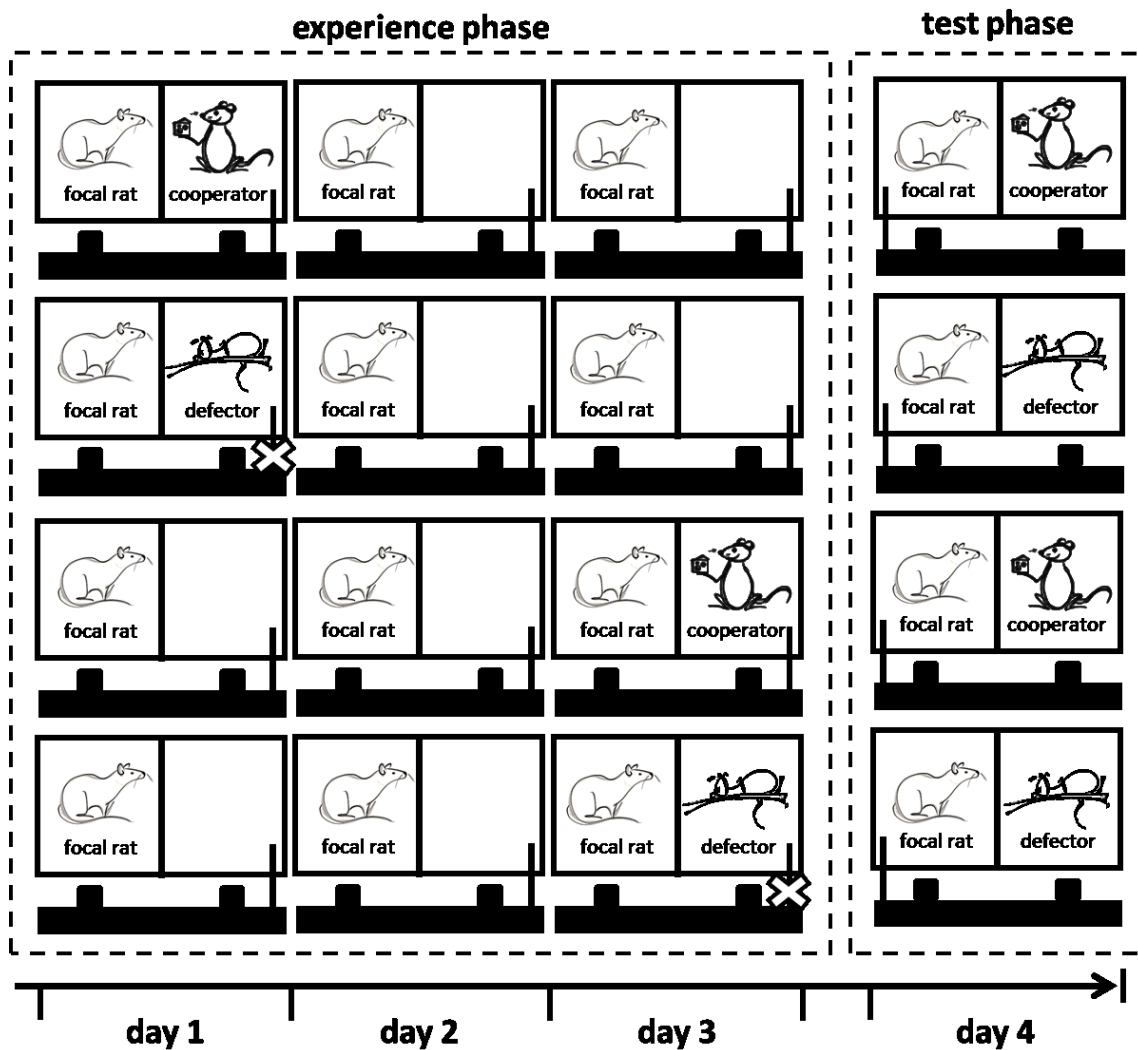 experience phase
test phase
focal rat cooperator focal rat focal rat focal rat cooperator
focal rat defector focal rat focal rat focal rat defector
focal rat focal rat focal rat cooperator focal rat cooperator
focal rat focal rat focal rat defector focal rat defector
day 1 day 2 day 3 day 4